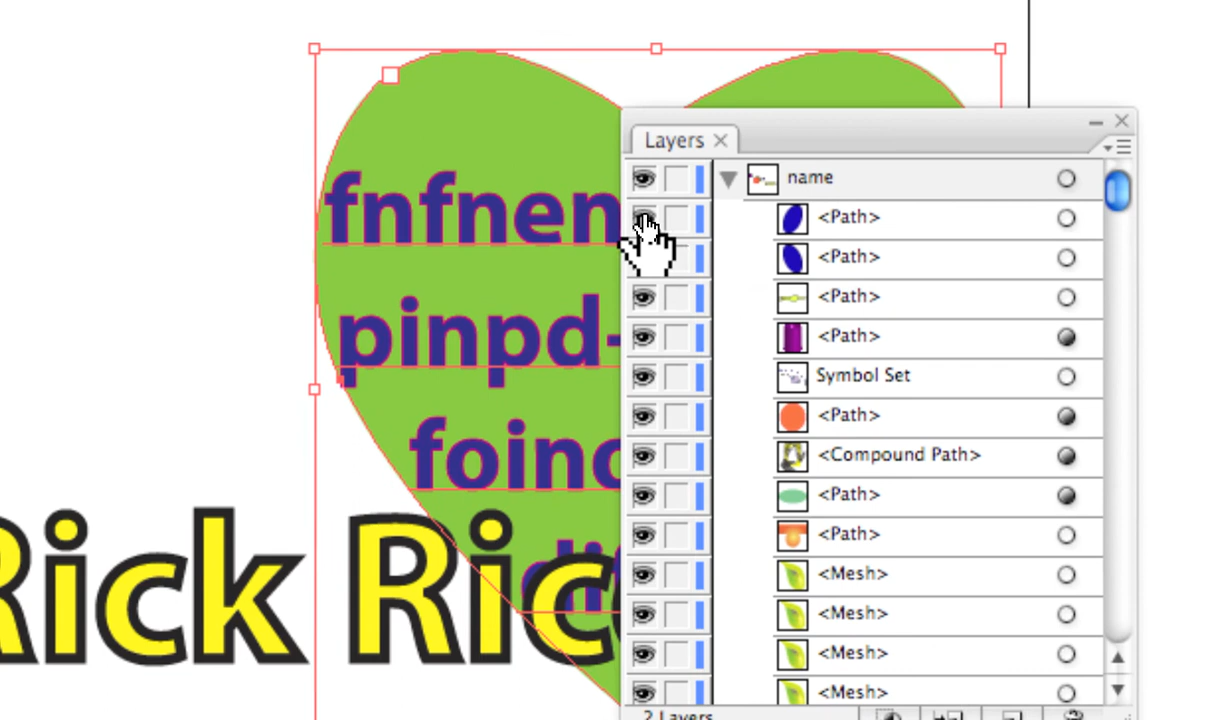 fnfnen
pinpd-
foinc
Rick Rico
Layers
name
<Path>
<Path>
<Path>
<Path>
Symbol Set
<Path>
<Compound Path>
<Path>
<Path>
<Mesh>
<Mesh>
<Mesh>
<Mesh>
2 Layers